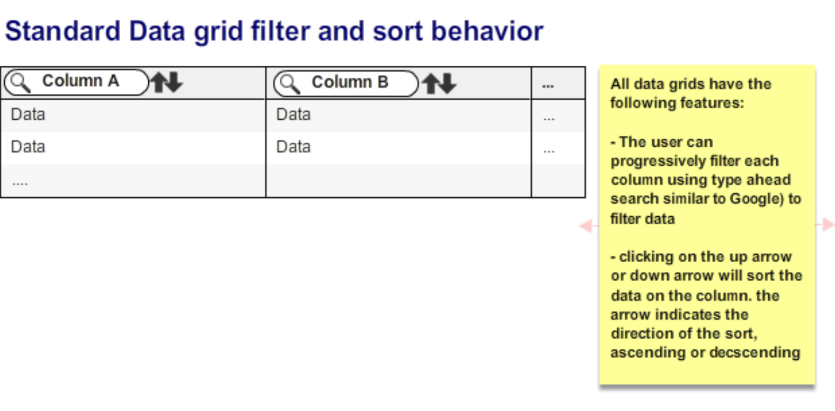 Standard Data grid filter and sort behavior
Column A Column B ...
Data Data ...
Data Data ...
....
All data grids have the
following features:
- The user can
progressively filter each
column using type ahead
search similar to Google) to
filter data
- clicking on the up arrow
or down arrow will sort the
data on the column. the
arrow indicates the
direction of the sort,
ascending or decscending